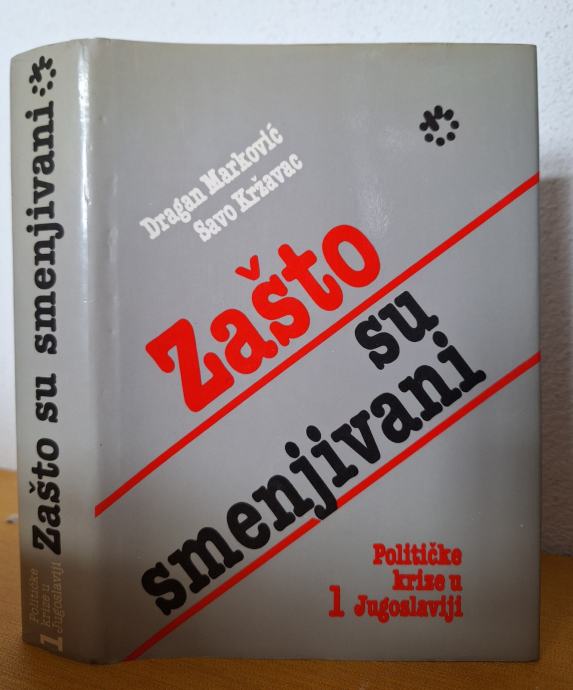 Dragan Marković
Savo Kržavac
Zašto
su
smenjivani
Političke
krize u
1 Jugoslaviji
Zašto su smenjivani
Političke
krize u
1 Jugoslaviji